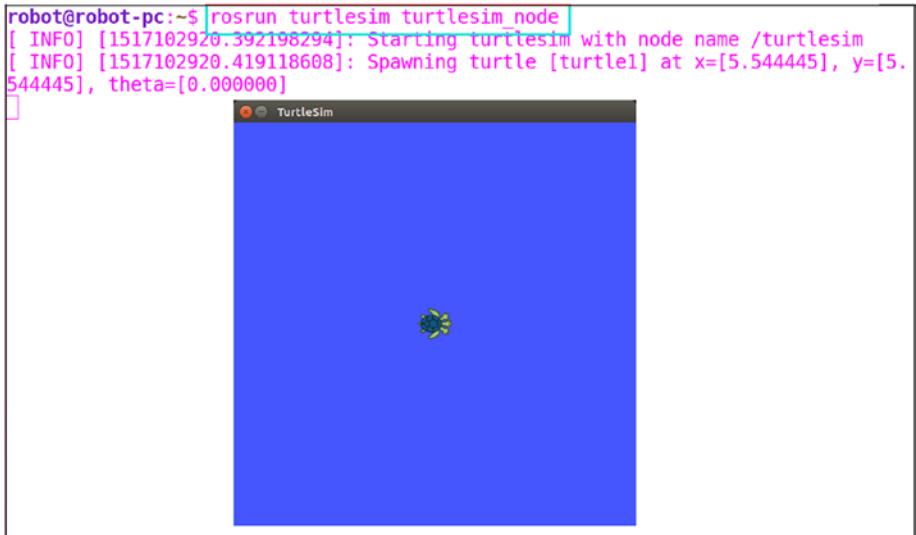 robot@robot-pc:~$ rosrun turtlesim turtlesim_node
[ INFO] [1517102920.392198294]: Starting turtlesim with node name /turtlesim
[ INFO] [1517102920.419118608]: Spawning turtle [turtle1] at x=[5.544445], y=[5.
544445], theta=[0.000000]
TurtleSim